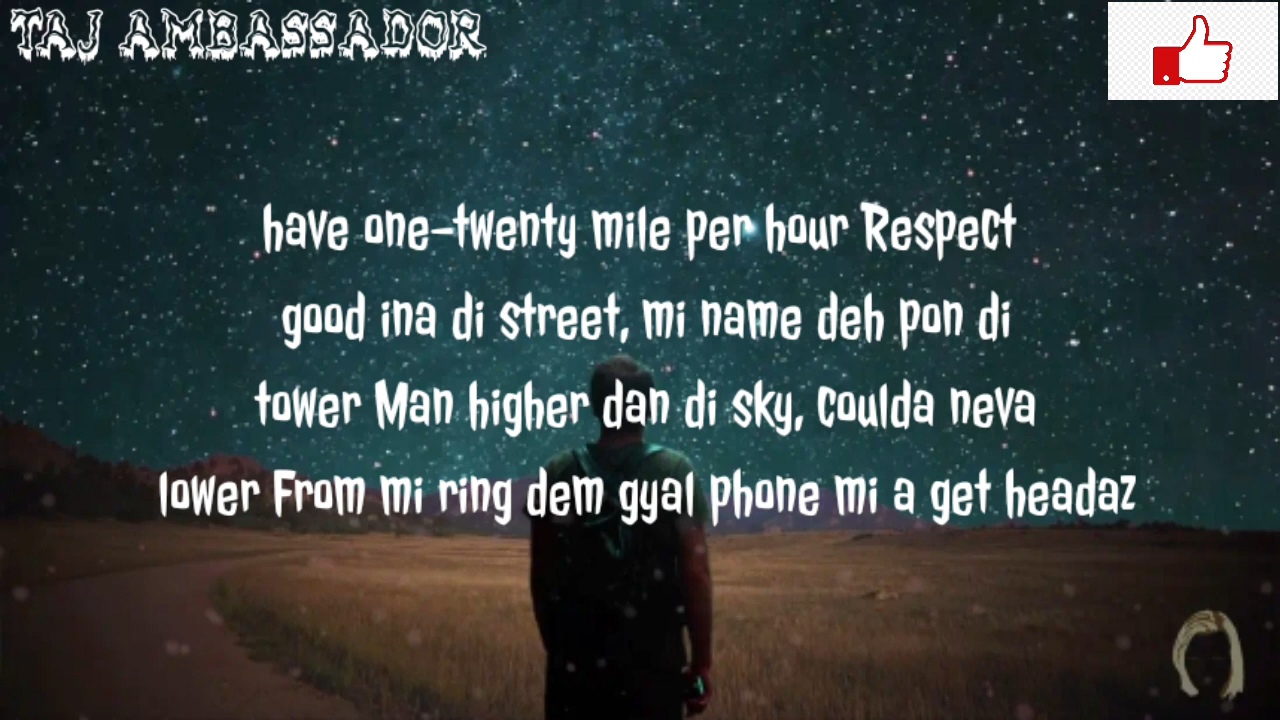 TAJ AMBASSADOR
have one-twenty mile per hour Respect
good ina di street, mi name deh pon di
tower Man higher dan di sky, coulda neva
lower From mi ring dem gyal phone mi a get headaz